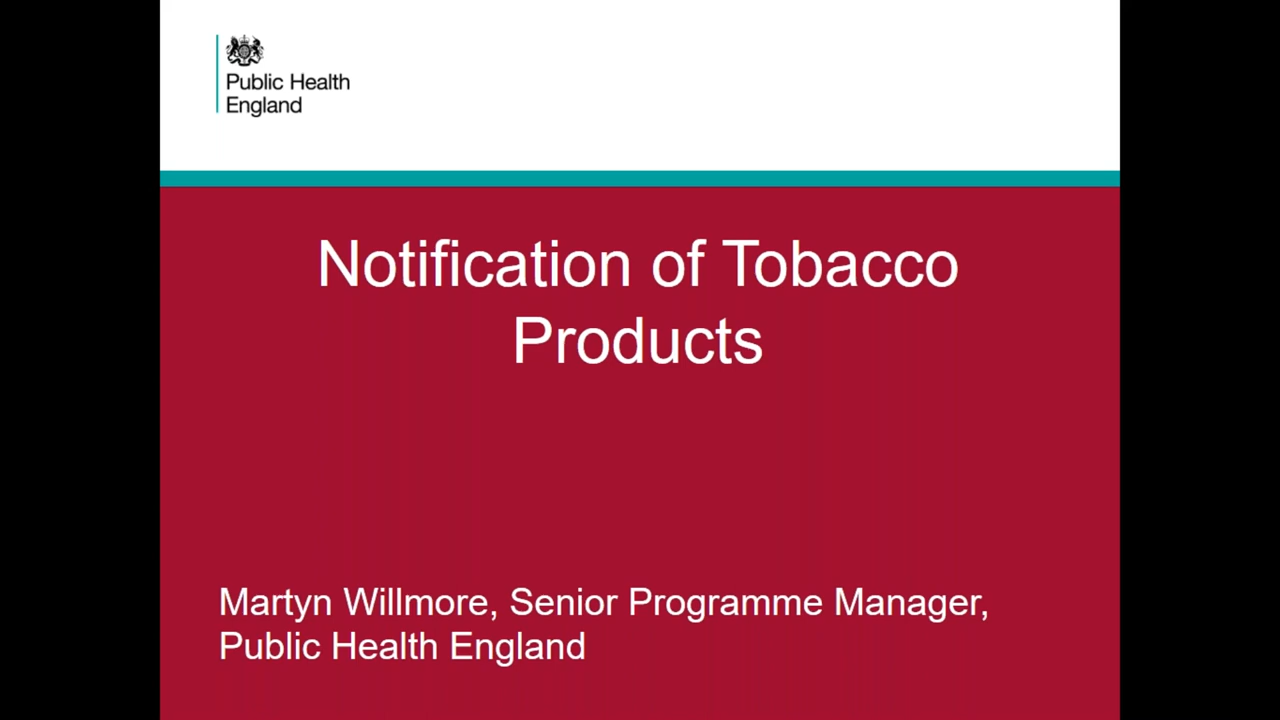 Public Health
England
Notification of Tobacco
Products
Martyn Willmore, Senior Programme Manager,
Public Health England